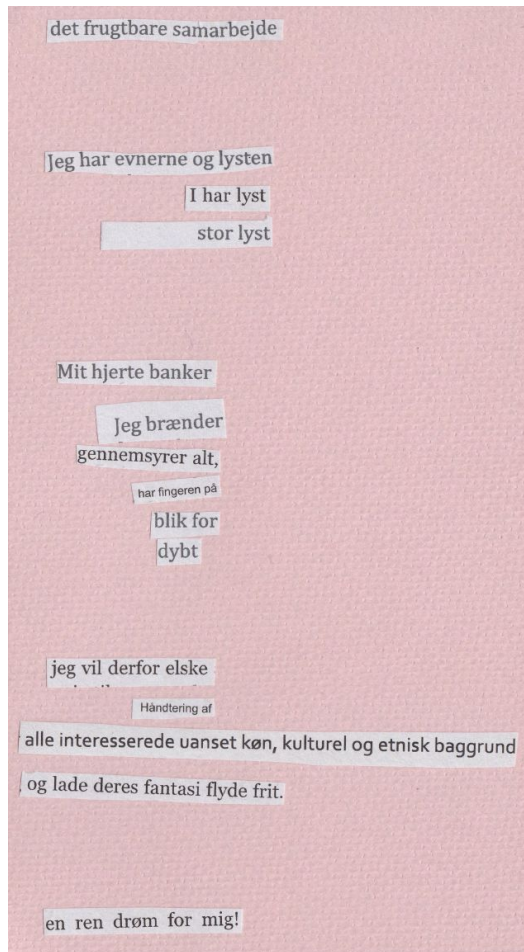 det frugtbare samarbejde
Jeg har evnerne og lysten
I har lyst
stor lyst
Mit hjerte banker
Jeg brænder
gennemsyrer alt,
har fingeren på
blik for
dybt
jeg vil derfor elske
Håndtering af
alle interesserede uanset køn, kulturel og etnisk baggrund
og lade deres fantasi flyde frit.
en ren drøm for mig!